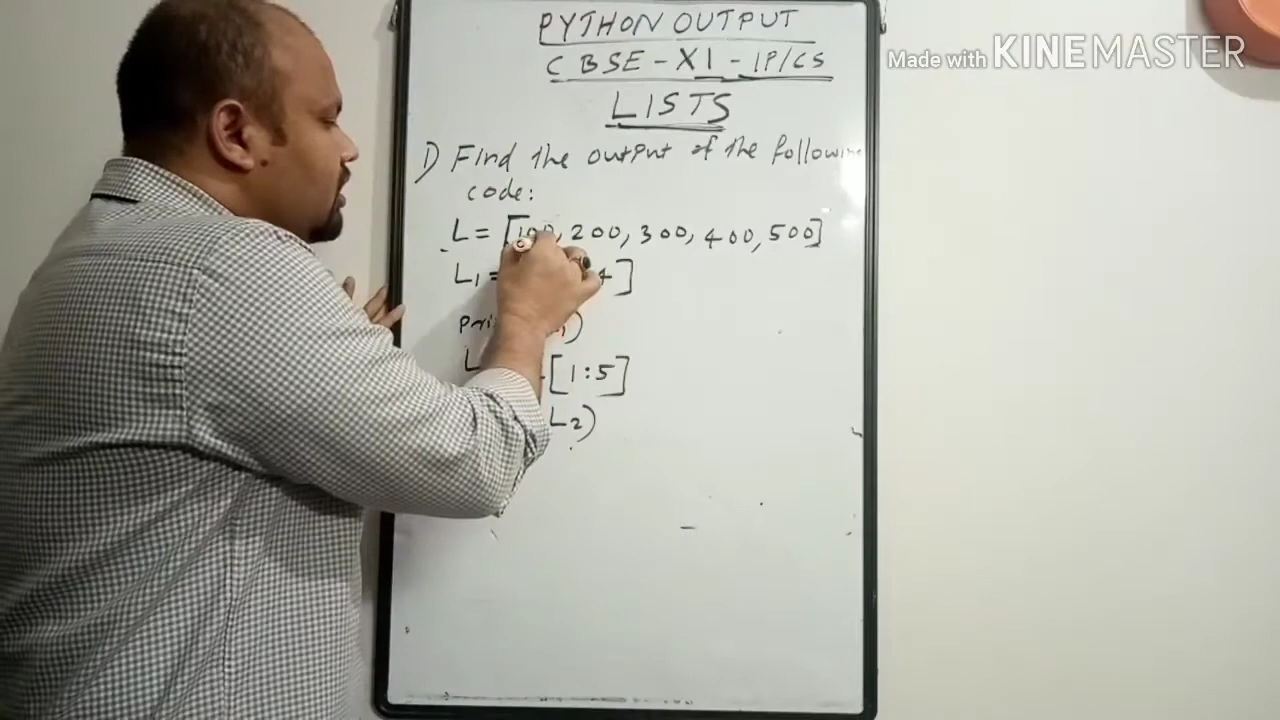 PYTHON OUTPUT
Made with KINEMASTER
CBSE - XI - IP/CS
LISTS
1) Find the output of the following
code:
L = [100, 200, 300, 400, 500]
L1 = 4]
)
L [1:5]
L2)